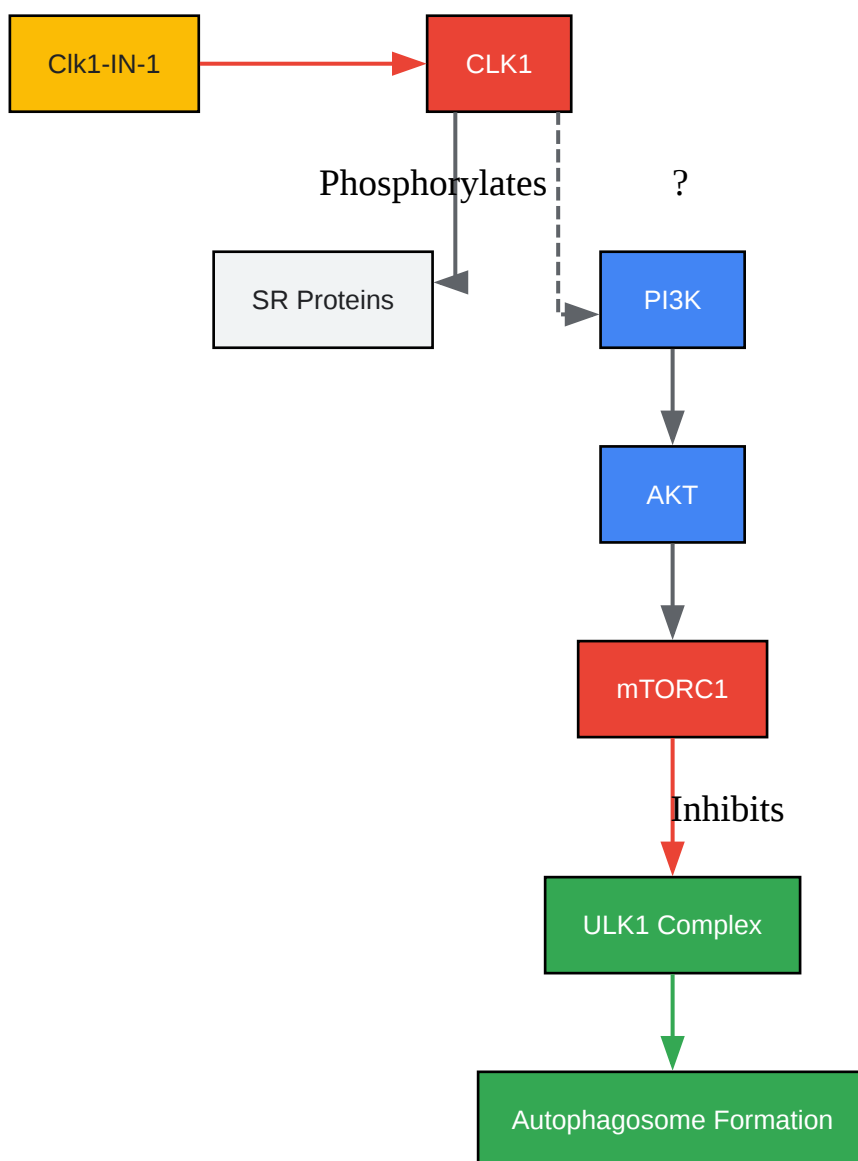 Clk1-IN-1
CLK1
Phosphorylates
?
SR Proteins
PI3K
AKT
mTORC1
Inhibits
ULK1 Complex
Autophagosome Formation